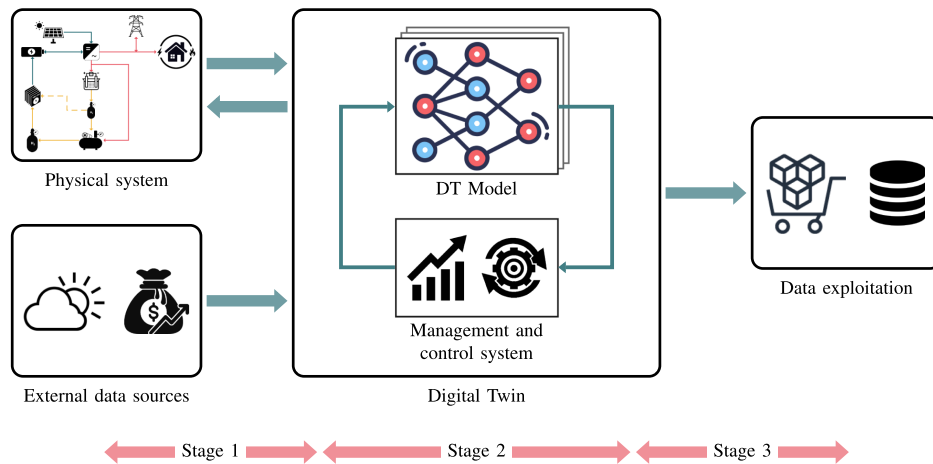 Physical system
DT Model
Management and
control system
Data exploitation
External data sources
Digital Twin
Stage 1
Stage 2
Stage 3